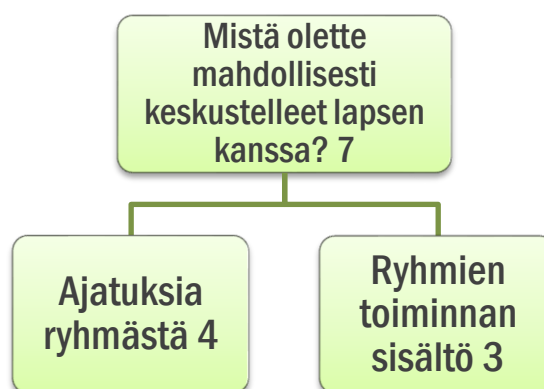 Mistä olette
mahdollisesti
keskustelleet lapsen
kanssa? 7
Ajatuksia
ryhmästä 4
Ryhmien
toiminnan
sisältö 3